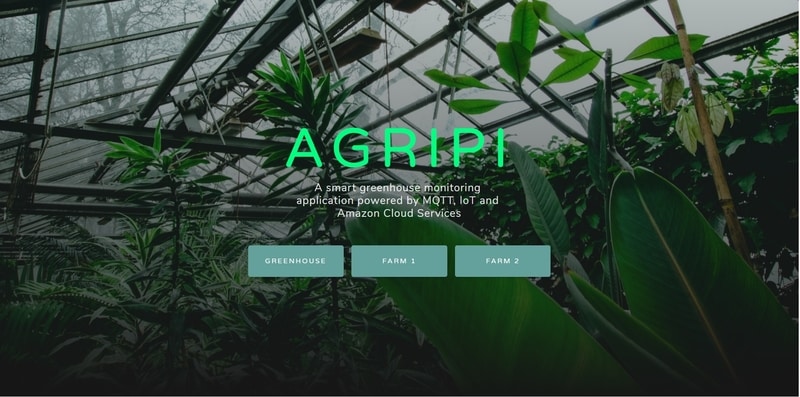 AGRIPI
A smart greenhouse monitoring
application powered by MQTT, IoT and
Amazon Cloud Services
GREENHOUSE
FARM 1
FARM 2